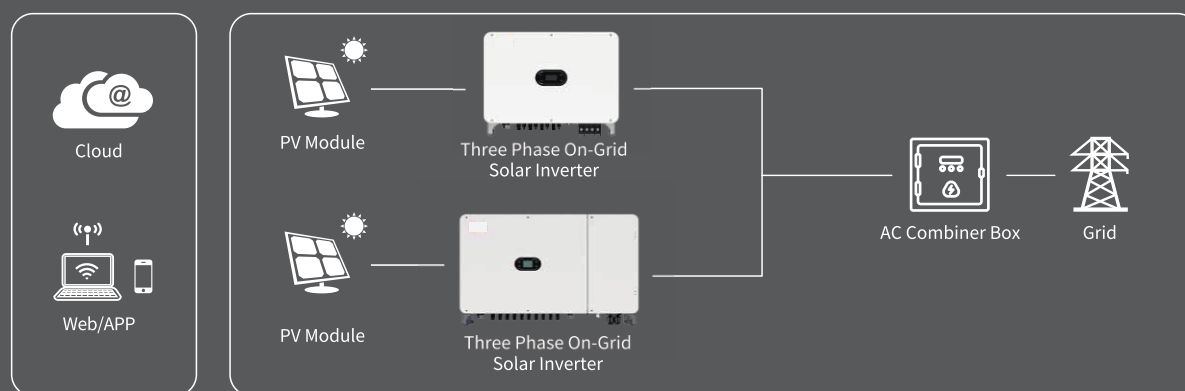 @
Cloud
Web/APP
PV Module
Three Phase On-Grid
Solar Inverter
PV Module
Three Phase On-Grid
Solar Inverter
AC Combiner Box
Grid